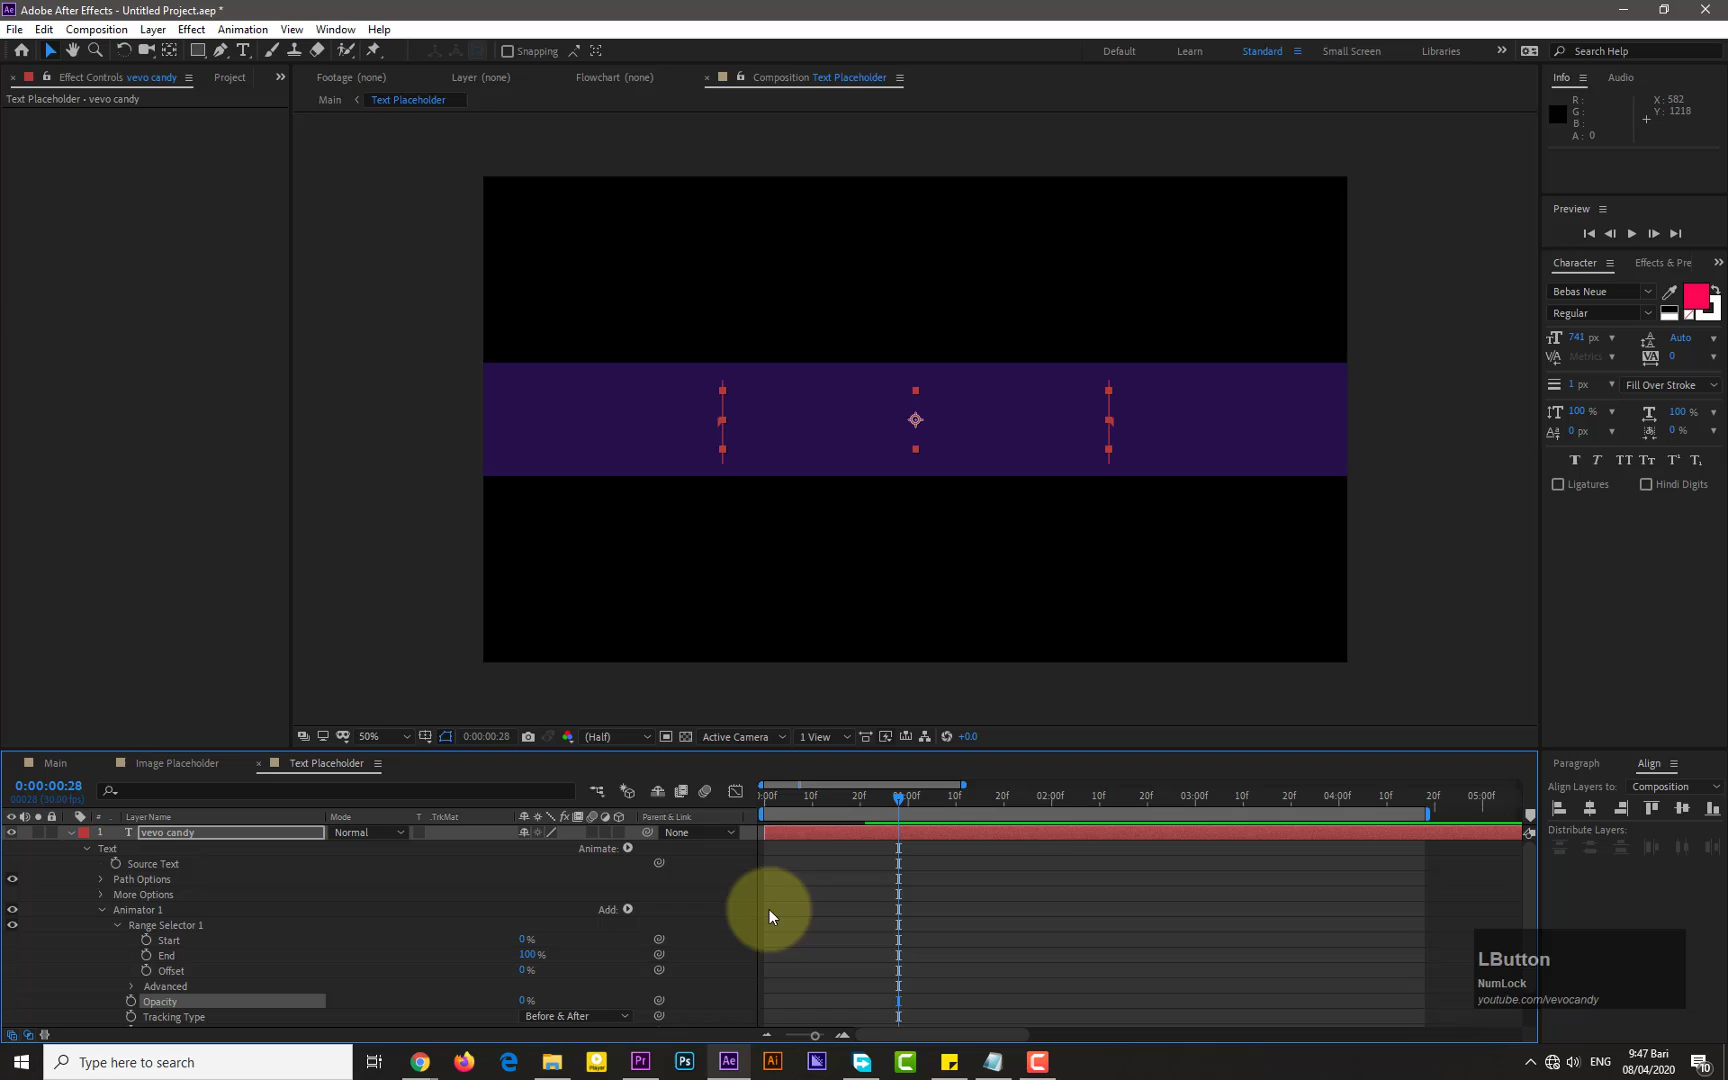 Adobe After Effects - Untitled Project.aep *
File Edit Composition Layer Effect Animation View Window Help
Snapping
Default Learn Standard Small Screen Libraries Search Help
Effect Controls vevo candy Project
Footage (none) Layer (none) Flowchart (none) Composition Text Placeholder
Info Audio
Text Placeholder • vevo candy
Main Text Placeholder
R: X: 582
G: Y: 1218
B:
A: 0
Preview
Character Effects & Pre
Bebas Neue
Regular
741 px Auto
Metrics 0
1 px Fill Over Stroke
100 % 100 %
0 px 0 %
Ligatures Hindi Digits
50% 0:00:00:28 (Half) Active Camera 1 View +0.0
Main Image Placeholder Text Placeholder
Paragraph Align
0:00:00:28
00028 (30.00 fps)
Align Layers to: Composition
:00f 10f 20f 10f 20f 02:00f 10f 20f 03:00f 10f 20f 04:00f 10f 20f 05:00f
# Layer Name Mode T .TrkMat Parent & Link
Distribute Layers:
1 T vevo candy Normal None
Text Animate:
Source Text
Path Options
More Options
Animator 1 Add:
Range Selector 1
Start 0 %
End 100 %
Offset 0 %
Advanced
Opacity 0 %
Tracking Type Before & After
LButton
NumLock
youtube.com/vevocandy
Type here to search
ENG
9:47 Bari
08/04/2020
10